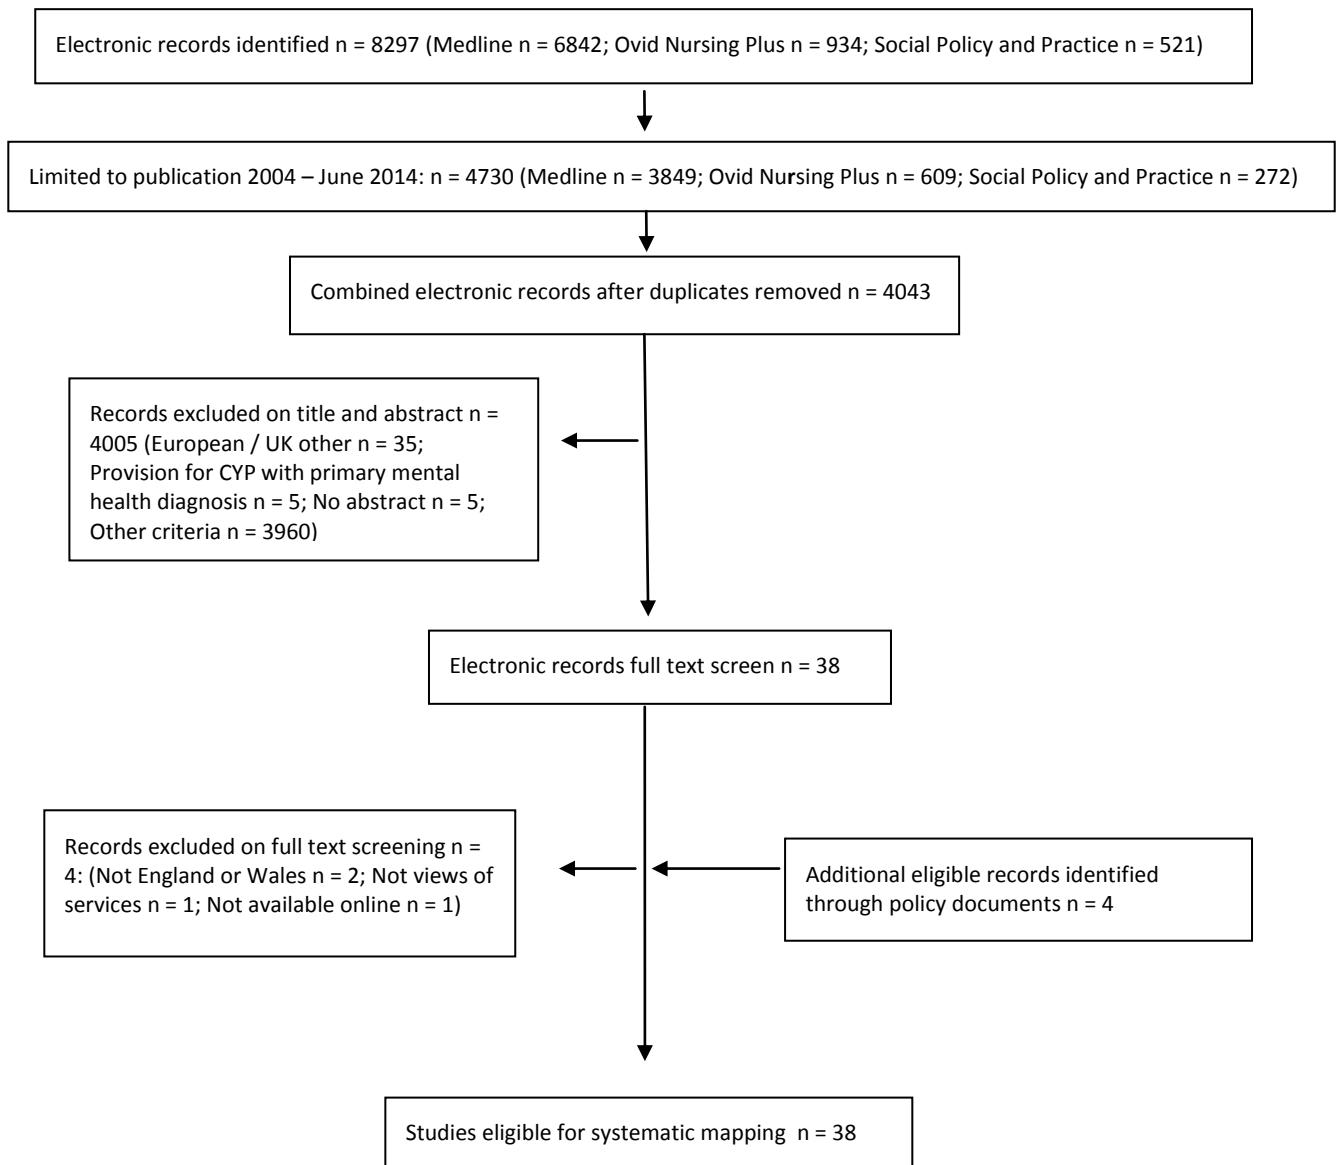 Electronic records identified n = 8297 (Medline n = 6842; Ovid Nursing Plus n = 934; Social Policy and Practice n = 521)
Limited to publication 2004 – June 2014: n = 4730 (Medline n = 3849; Ovid Nursing Plus n = 609; Social Policy and Practice n = 272)
Combined electronic records after duplicates removed n = 4043
Records excluded on title and abstract n =
4005 (European / UK other n = 35;
Provision for CYP with primary mental
health diagnosis n = 5; No abstract n = 5;
Other criteria n = 3960)
Electronic records full text screen n = 38
Records excluded on full text screening n =
4: (Not England or Wales n = 2; Not views of
services n = 1; Not available online n = 1)
Additional eligible records identified
through policy documents n = 4
Studies eligible for systematic mapping n = 38